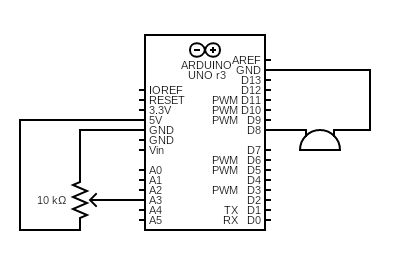 ARDUINO
UNO r3
AREF
GND
D13
D12
IOREF
RESET PWM D11
3.3V PWM D10
5V PWM D9
GND D8
GND
Vin D7
PWM D6
A0 PWM D5
A1 D4
A2 PWM D3
10 kΩ A3 D2
A4 TX D1
A5 RX D0